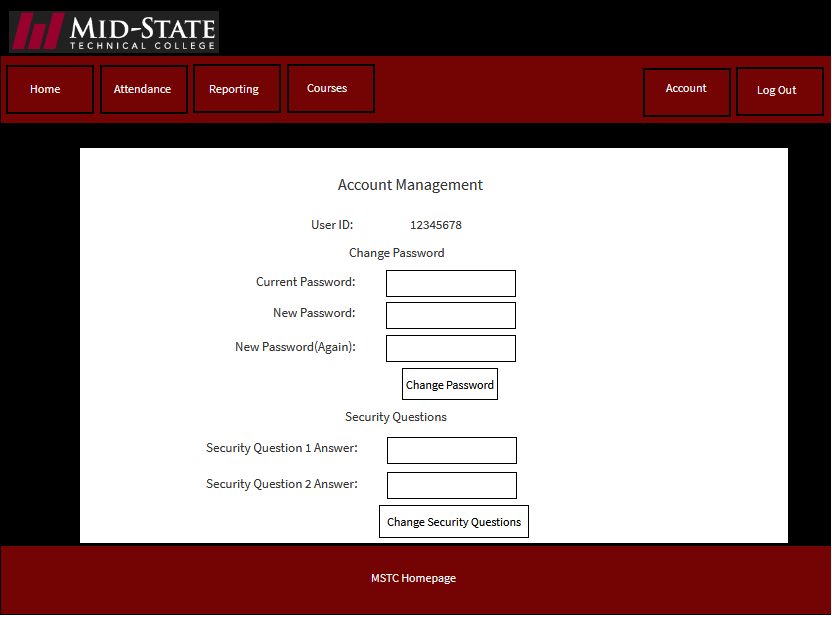 MID-STATE
TECHNICAL COLLEGE
Home Attendance Reporting Courses Account Log Out
Account Management
User ID: 12345678
Change Password
Current Password:
New Password:
New Password(Again):
Change Password
Security Questions
Security Question 1 Answer:
Security Question 2 Answer:
Change Security Questions
MSTC Homepage